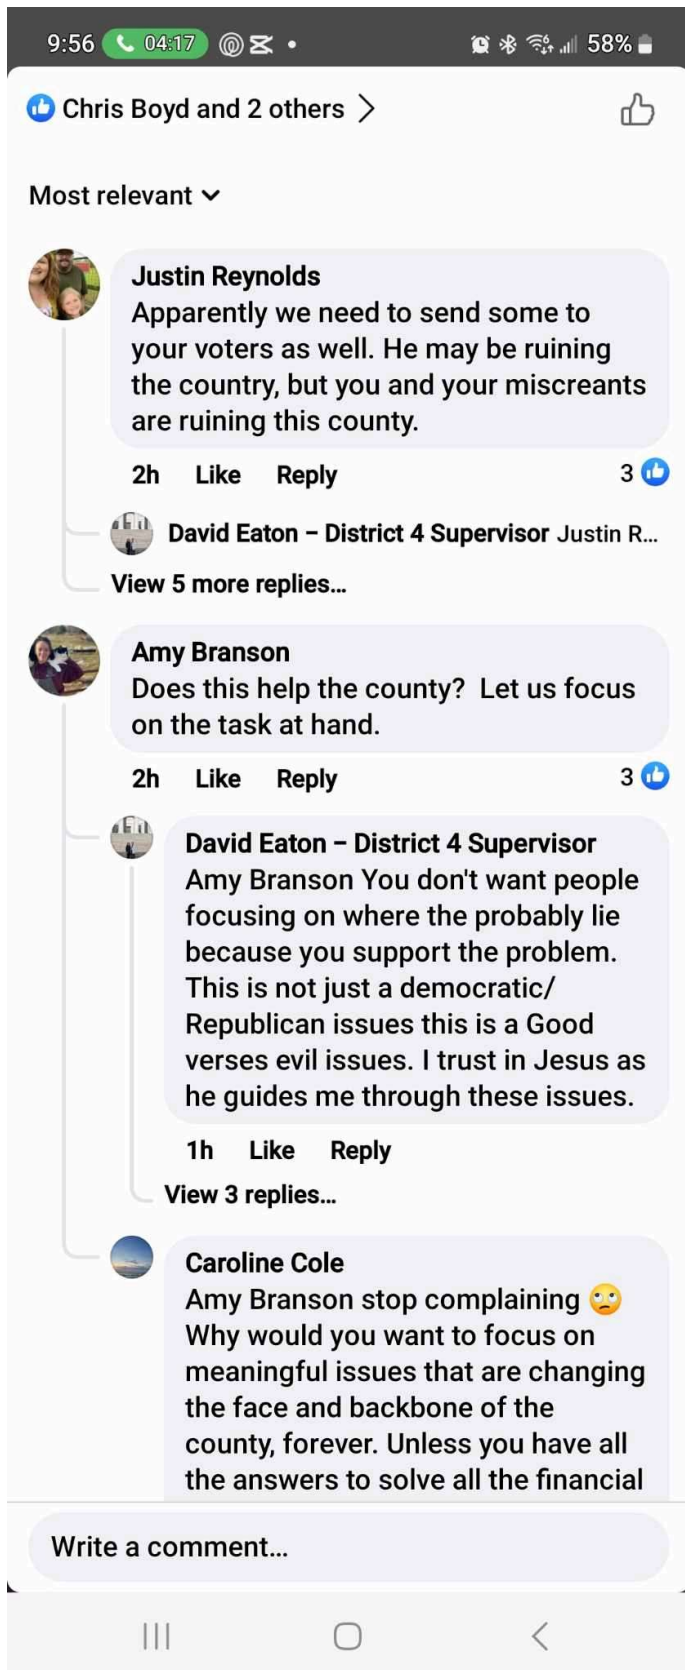 9:56 04:17 58%
Chris Boyd and 2 others
Most relevant
Justin Reynolds
Apparently we need to send some to
your voters as well. He may be ruining
the country, but you and your miscreants
are ruining this county.
2h Like Reply 3
David Eaton – District 4 Supervisor Justin R...
View 5 more replies...
Amy Branson
Does this help the county?  Let us focus
on the task at hand.
2h Like Reply 3
David Eaton – District 4 Supervisor
Amy Branson You don't want people
focusing on where the probably lie
because you support the problem.
This is not just a democratic/
Republican issues this is a Good
verses evil issues. I trust in Jesus as
he guides me through these issues.
1h Like Reply
View 3 replies...
Caroline Cole
Amy Branson stop complaining 🙄
Why would you want to focus on
meaningful issues that are changing
the face and backbone of the
county, forever. Unless you have all
the answers to solve all the financial
Write a comment...